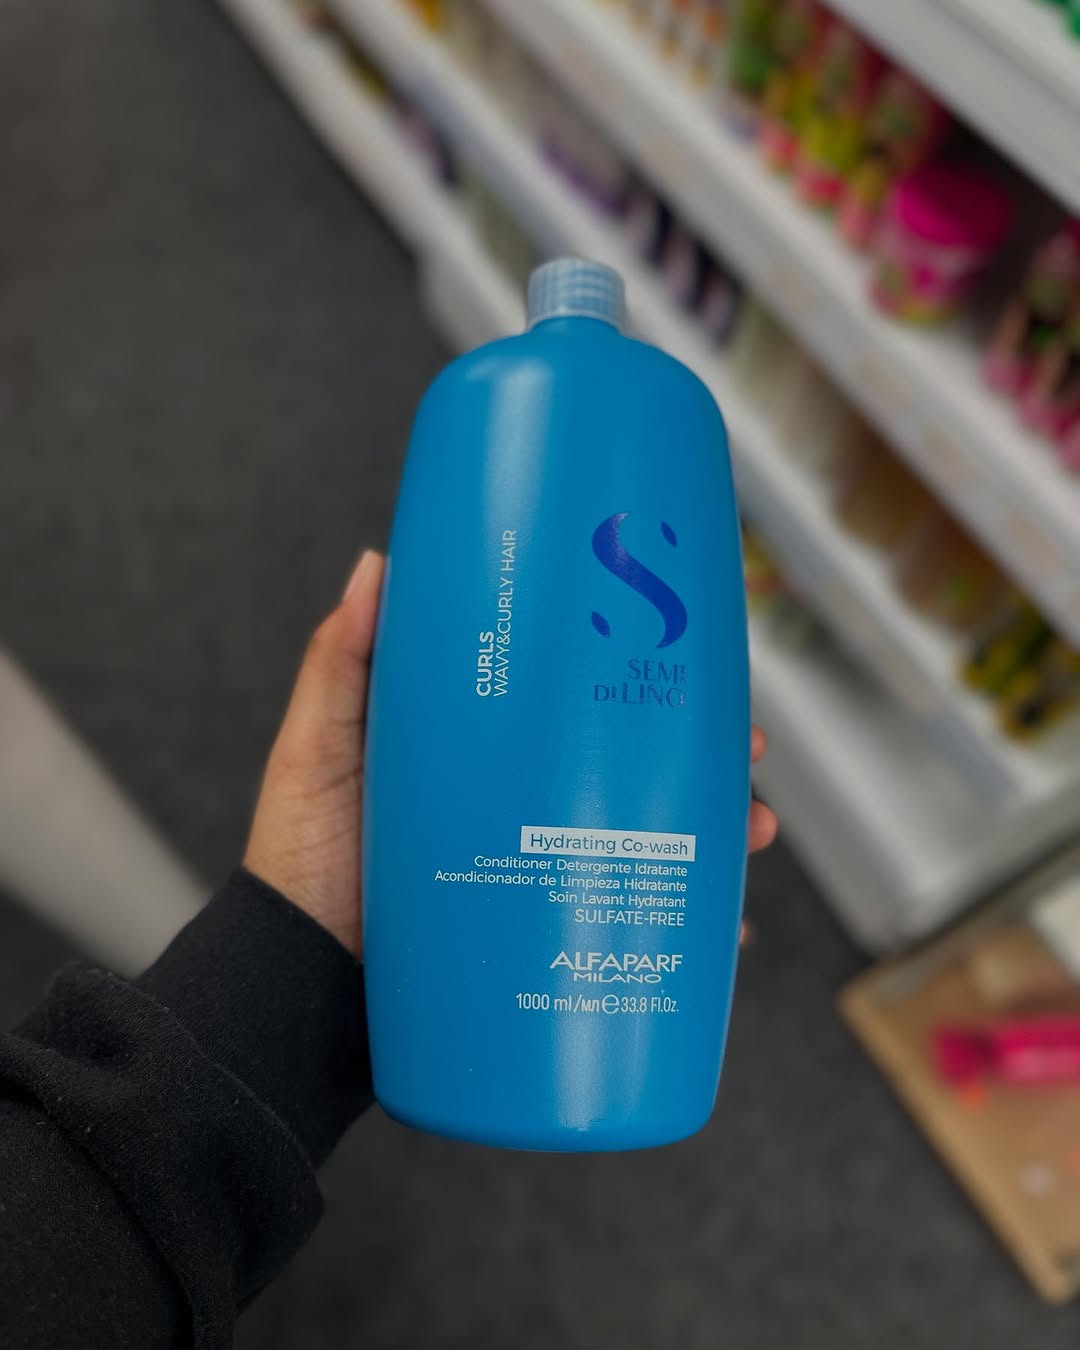 CURLS
WAVY&CURLY HAIR
SEMI
DI LINO
Hydrating Co-wash
Conditioner Detergente Idratante
Acondicionador de Limpieza Hidratante
Soin Lavant Hydratant
SULFATE-FREE
ALFAPARF
MILANO
1000 ml/мл ℮ 33.8 Fl.Oz.